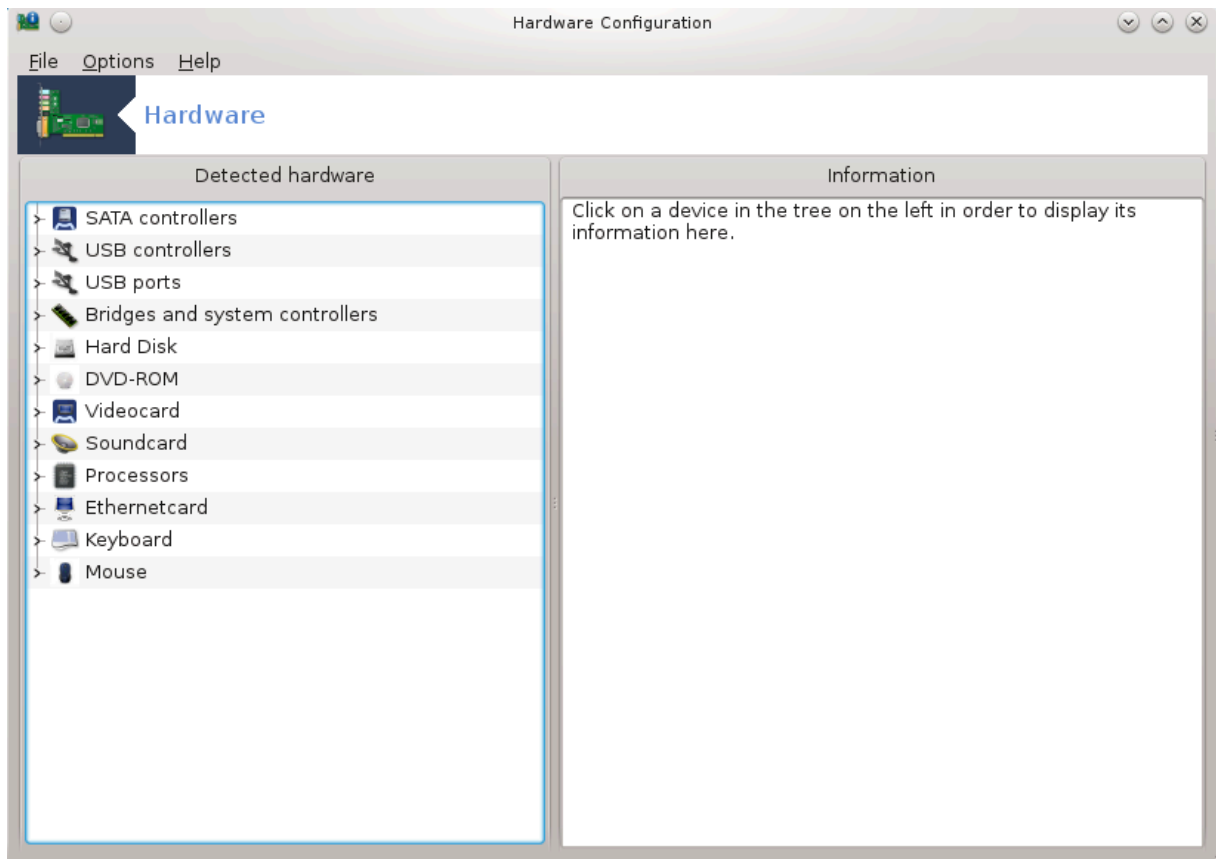 Hardware Configuration
File Options Help
Hardware
Detected hardware
SATA controllers
USB controllers
USB ports
Bridges and system controllers
Hard Disk
DVD-ROM
Videocard
Soundcard
Processors
Ethernetcard
Keyboard
Mouse
Information
Click on a device in the tree on the left in order to display its
information here.